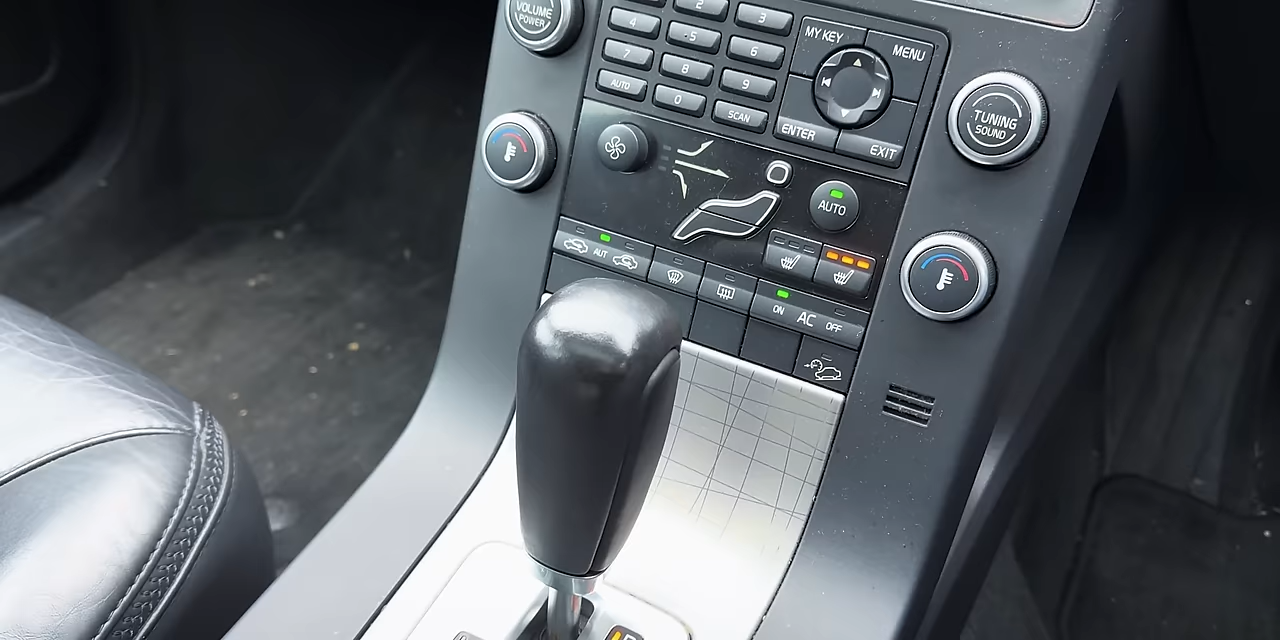 VOLUME
POWER
2
3
4
-5
6
7
8
9
AUTO
0
SCAN
MY KEY
MENU
ENTER
EXIT
TUNING
SOUND
AUTO
AUT
ON
AC
OFF